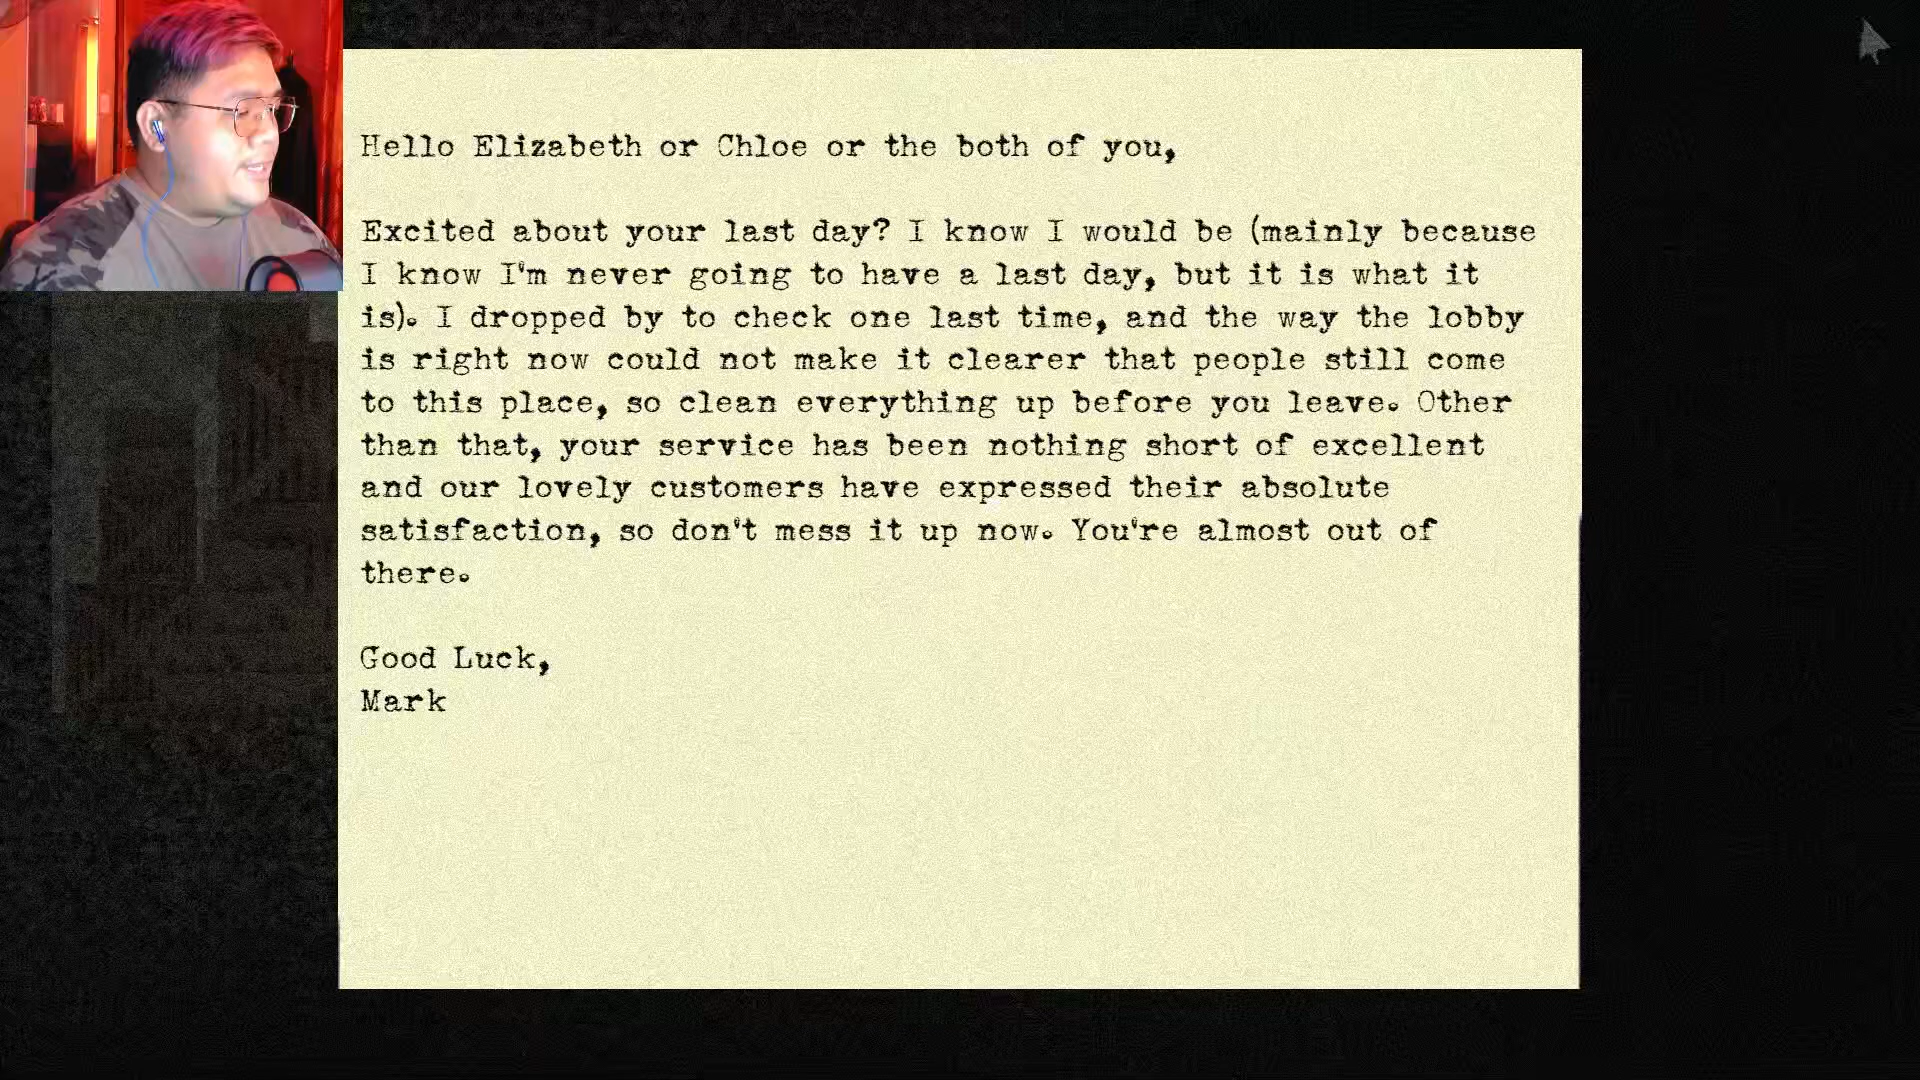 Hello Elizabeth or Chloe or the both of you,
Excited about your last day? I know I would be (mainly because
I know I'm never going to have a last day, but it is what it
is). I dropped by to check one last time, and the way the lobby
is right now could not make it clearer that people still come
to this place, so clean everything up before you leave. Other
than that, your service has been nothing short of excellent
and our lovely customers have expressed their absolute
satisfaction, so don't mess it up now. You're almost out of
there.
Good Luck,
Mark